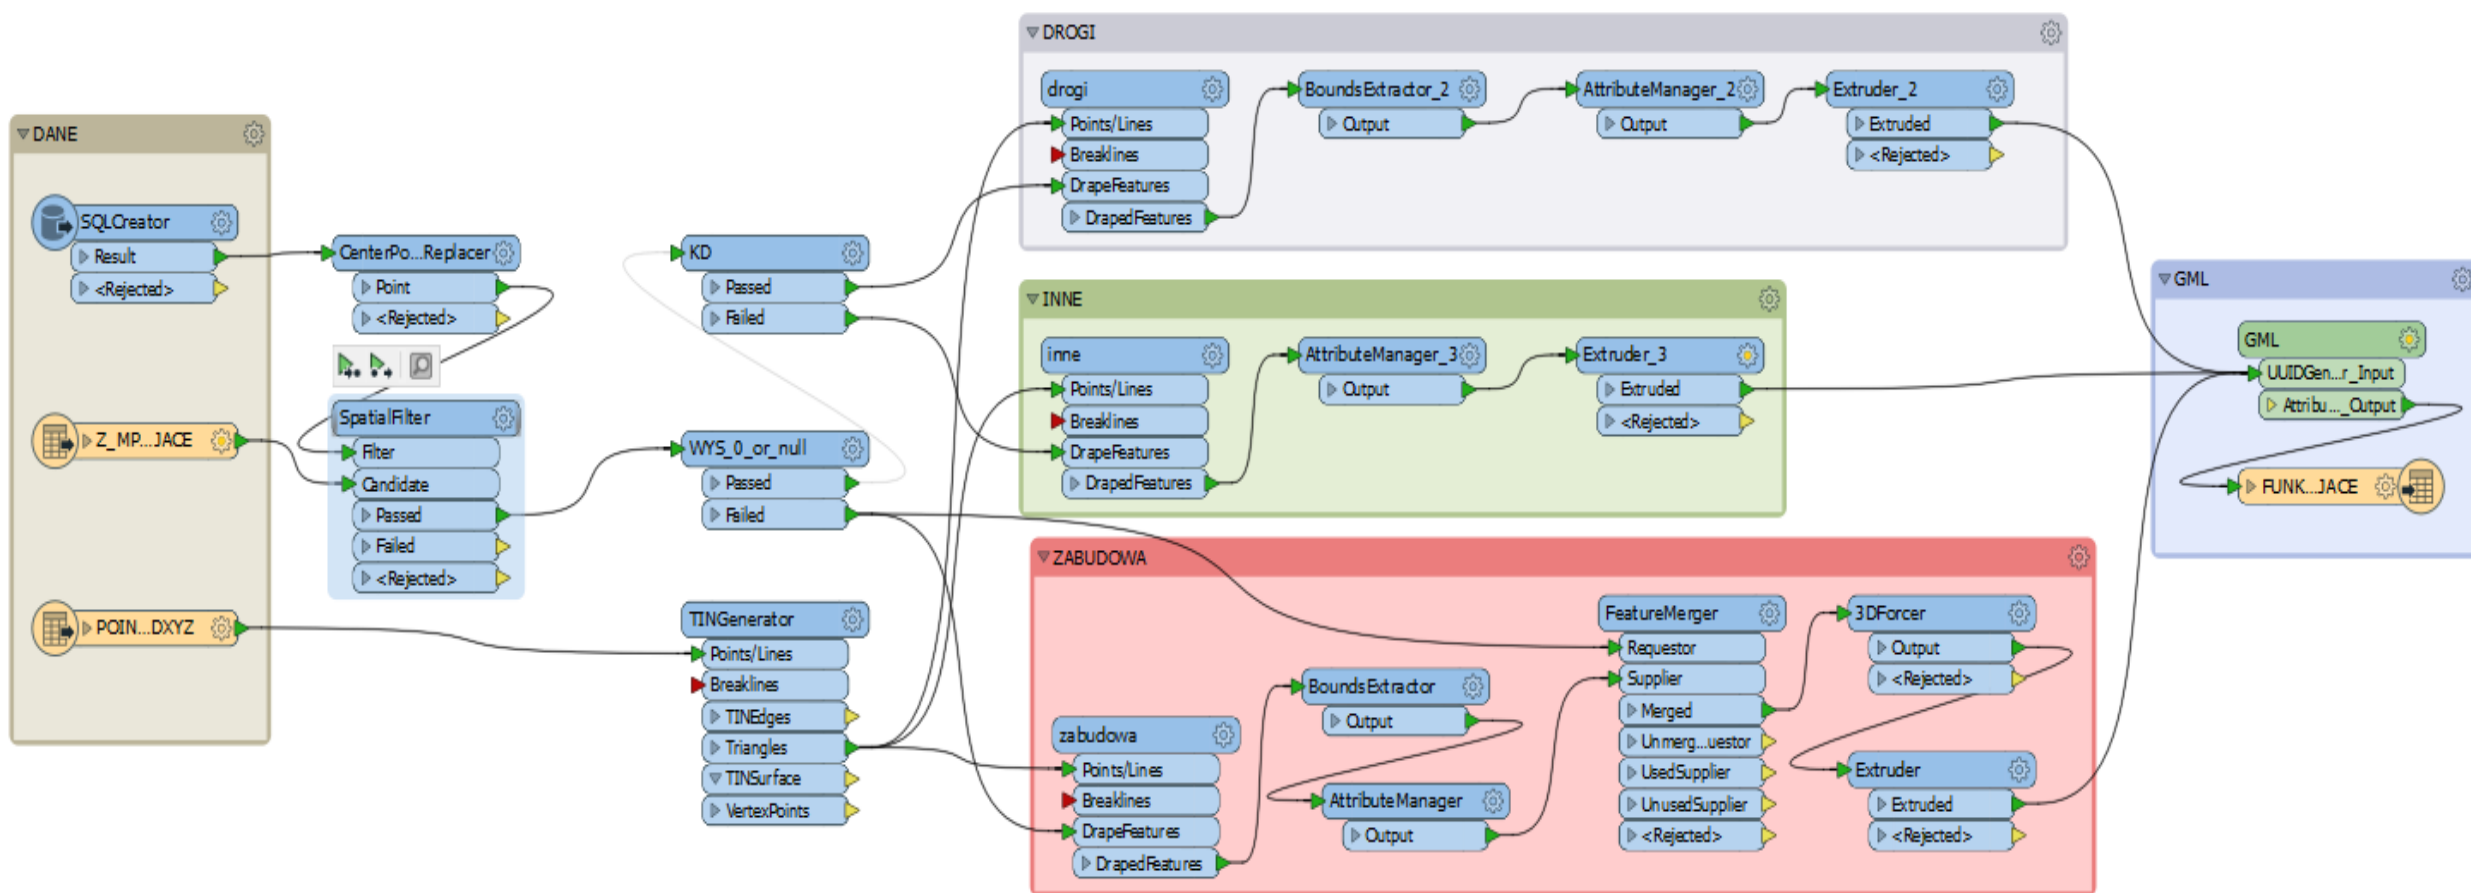 DANE
SQLCreator
Result
<Rejected>
Z_MP...JACE
POIN...DXYZ
CenterPo...Replacer
Point
<Rejected>
SpatialFilter
Filter
Candidate
Passed
Failed
<Rejected>
KD
Passed
Failed
WYS_0_or_null
Passed
Failed
TINGenerator
Points/Lines
Breaklines
TINEdges
Triangles
TINSurface
VertexPoints
DROGI
drogi
Points/Lines
Breaklines
DrapeFeatures
DrapedFeatures
BoundsExtractor_2
Output
AttributeManager_2
Output
Extruder_2
Extruded
<Rejected>
INNE
inne
Points/Lines
Breaklines
DrapeFeatures
DrapedFeatures
AttributeManager_3
Output
Extruder_3
Extruded
<Rejected>
ZABUDOWA
zabudowa
Points/Lines
Breaklines
DrapeFeatures
DrapedFeatures
BoundsExtractor
Output
AttributeManager
Output
FeatureMerger
Requestor
Supplier
Merged
Unmerg...uestor
UsedSupplier
UnusedSupplier
<Rejected>
3DForcer
Output
<Rejected>
Extruder
Extruded
<Rejected>
GML
GML
UUIDGen...r_Input
Attribu..._Output
FUNK...JACE